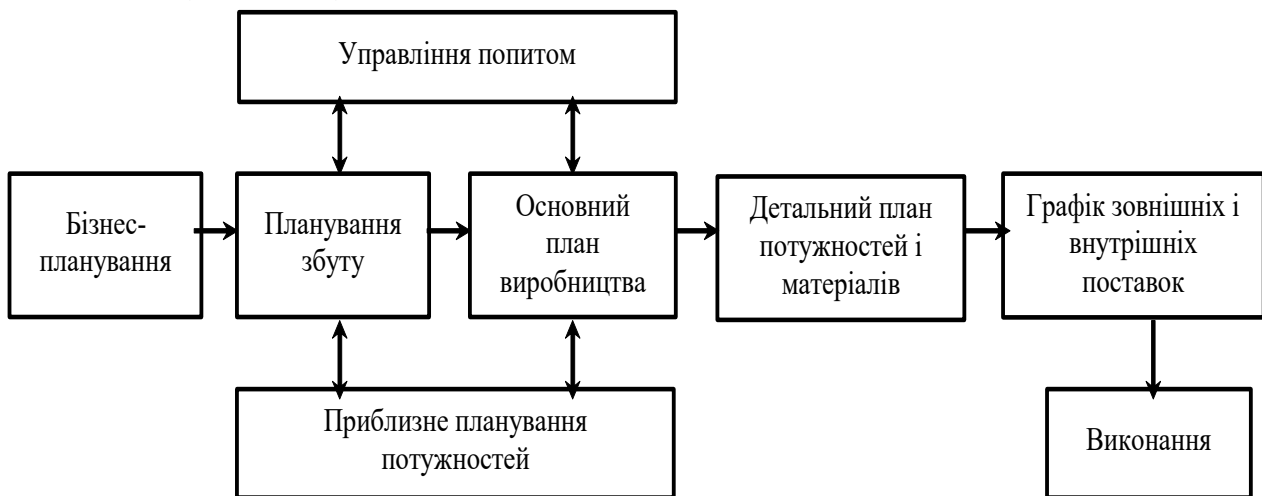 Управління попитом
Бізнес-
планування
Планування
збуту
Основний
план
виробництва
Детальний план
потужностей і
матеріалів
Графік зовнішніх і
внутрішніх
поставок
Приблизне планування
потужностей
Виконання